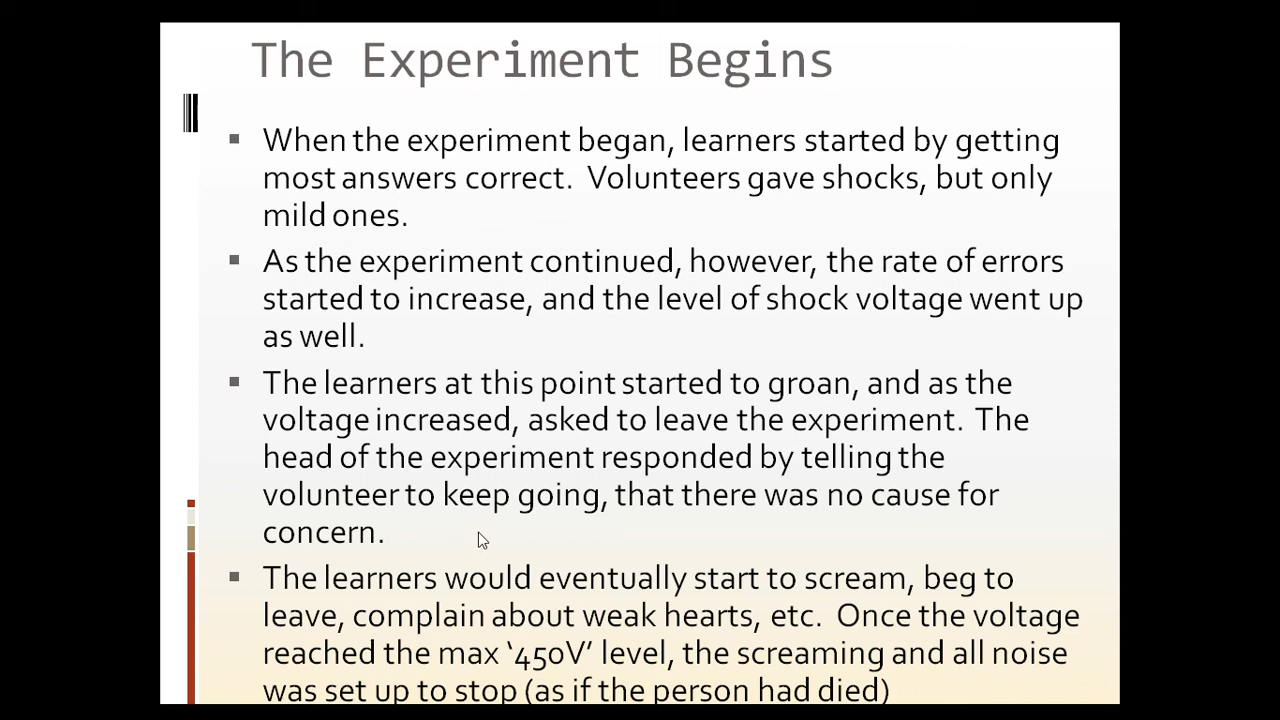 The Experiment Begins
When the experiment began, learners started by getting
most answers correct.  Volunteers gave shocks, but only
mild ones.
As the experiment continued, however, the rate of errors
started to increase, and the level of shock voltage went up
as well.
The learners at this point started to groan, and as the
voltage increased, asked to leave the experiment.  The
head of the experiment responded by telling the
volunteer to keep going, that there was no cause for
concern.
The learners would eventually start to scream, beg to
leave, complain about weak hearts, etc.  Once the voltage
reached the max ‘450V’ level, the screaming and all noise
was set up to stop (as if the person had died)